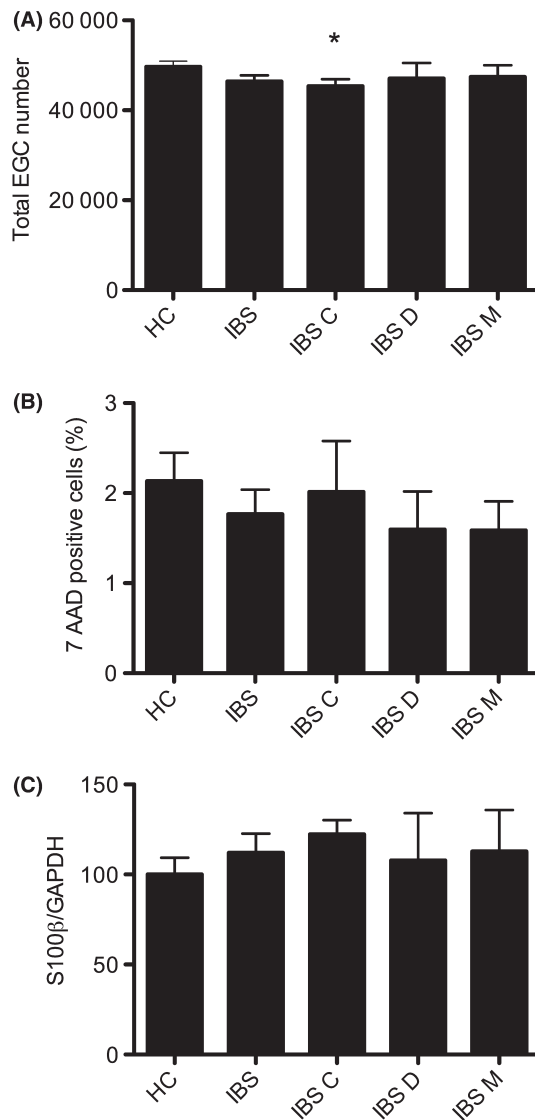 (A)
Total EGC number
60 000
40 000
20 000
0
*
HC
IBS
IBS C
IBS D
IBS M
(B)
7 AAD positive cells (%)
3
2
1
0
HC
IBS
IBS C
IBS D
IBS M
(C)
S100β/GAPDH
150
100
50
0
HC
IBS
IBS C
IBS D
IBS M